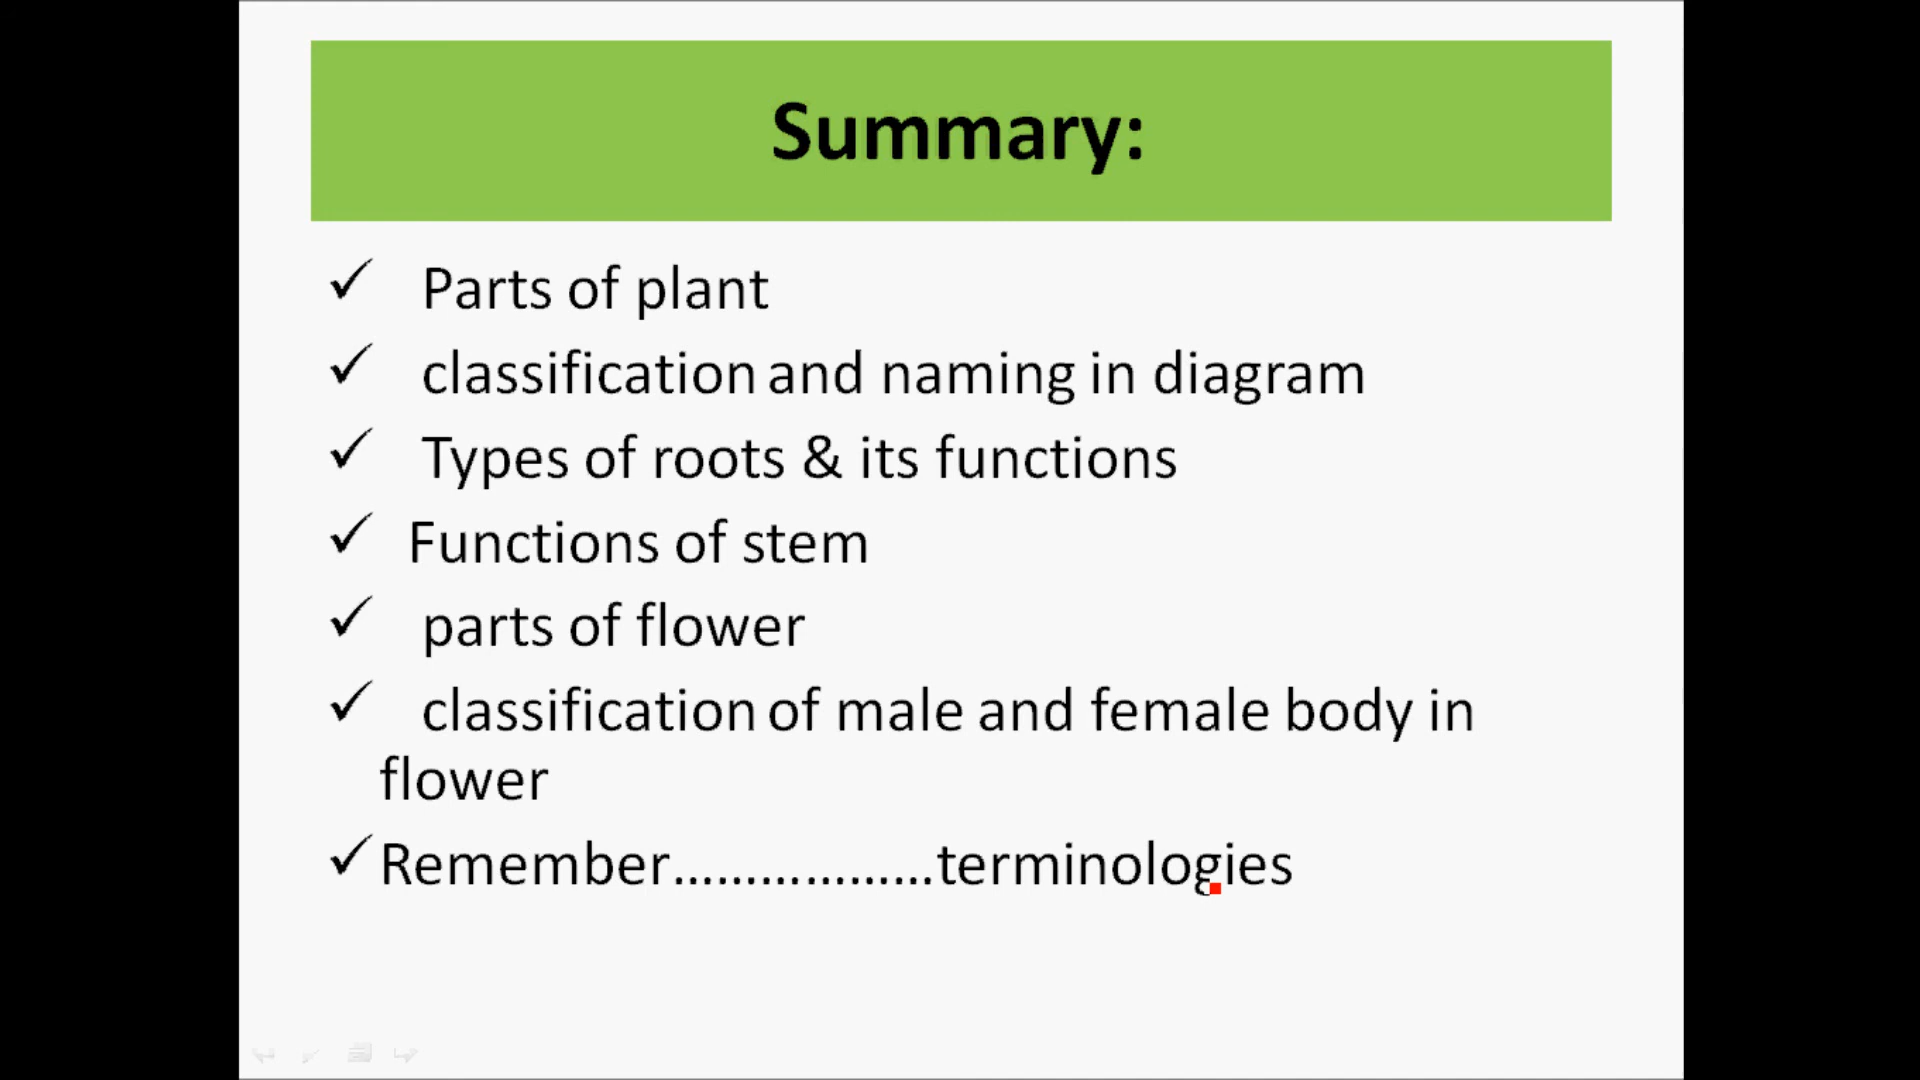 Summary:
✓ Parts of plant
✓ classification and naming in diagram
✓ Types of roots & its functions
✓ Functions of stem
✓ parts of flower
✓ classification of male and female body in
flower
✓ Remember..................terminologies